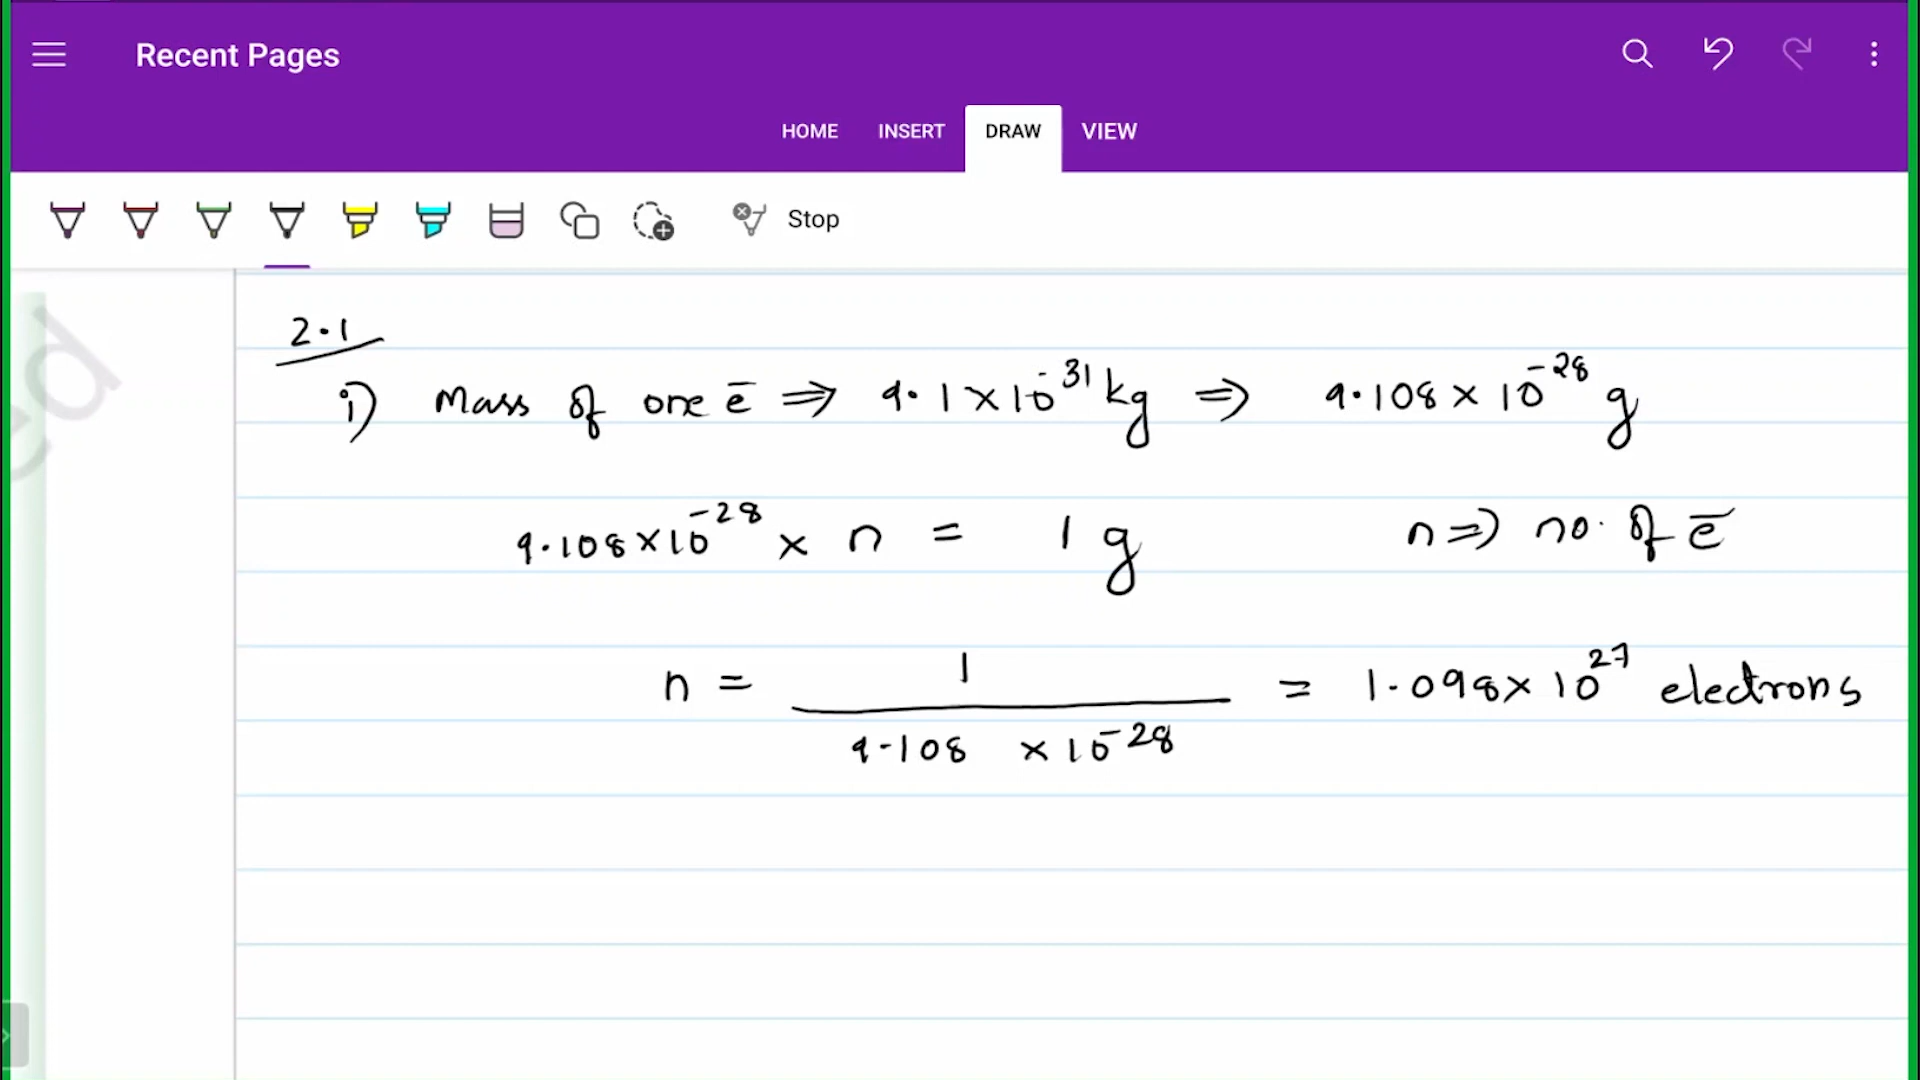 Recent Pages
HOME INSERT DRAW VIEW
Stop
ed
2.1
i) Mass of one e̅ ⇒ 9.1 × 10⁻³¹ kg ⇒ 9.108 × 10⁻²⁸ g
9.108 × 10⁻²⁸ × n = 1 g n ⇒ no. of e̅
n = 1 / 9.108 × 10⁻²⁸ = 1.098 × 10²⁷ electrons